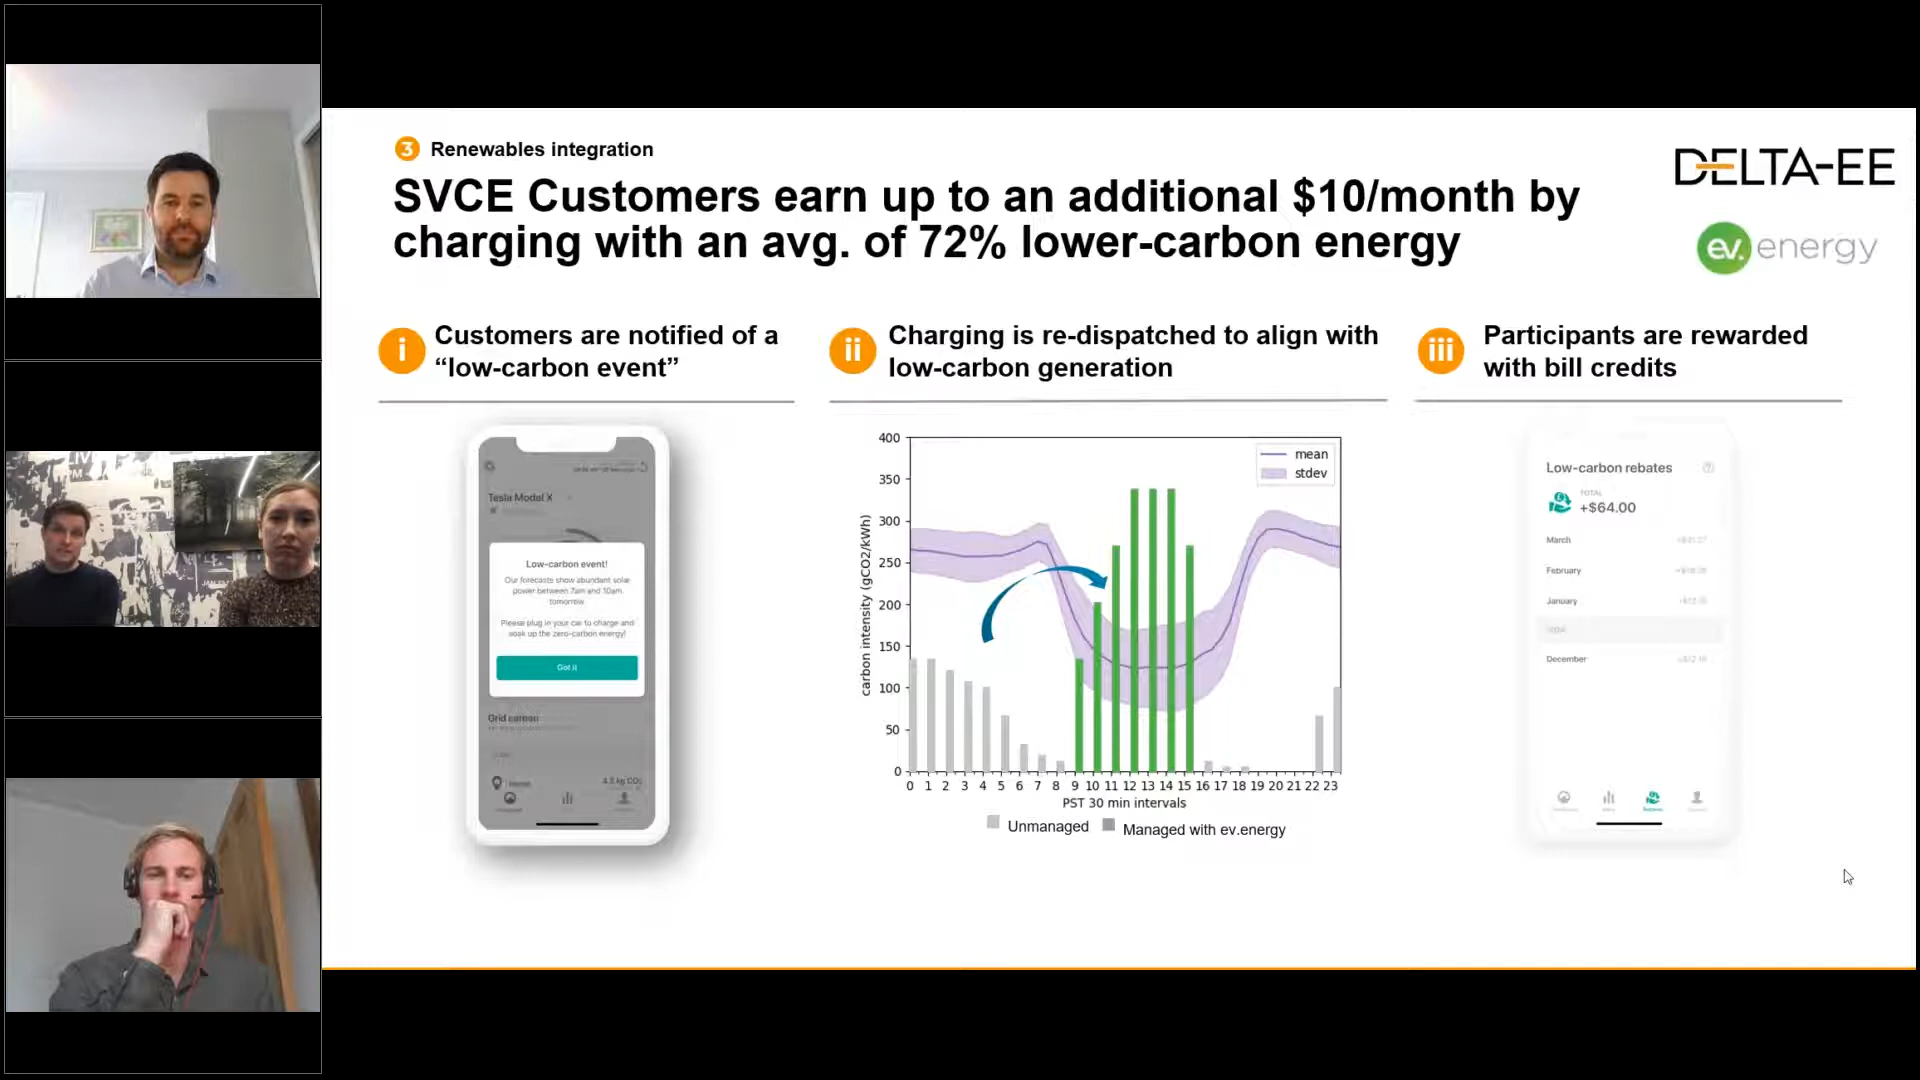 3 Renewables integration
SVCE Customers earn up to an additional $10/month by
charging with an avg. of 72% lower-carbon energy
DELTA-EE
ev.energy
i Customers are notified of a
“low-carbon event”
ii Charging is re-dispatched to align with
low-carbon generation
iii Participants are rewarded
with bill credits
Tesla Model X
Low-carbon event!
Our forecasts show abundant solar
power between 7am and 10am
tomorrow.
Please plug in your car to charge and
soak up the zero-carbon energy!
Got it
Grid carbon
400
350
300
250
200
150
100
50
0
carbon intensity (gCO2/kWh)
mean
stdev
0 1 2 3 4 5 6 7 8 9 10 11 12 13 14 15 16 17 18 19 20 21 22 23
PST 30 min intervals
Unmanaged Managed with ev.energy
Low-carbon rebates
TOTAL
+$64.00
March
February
January
December